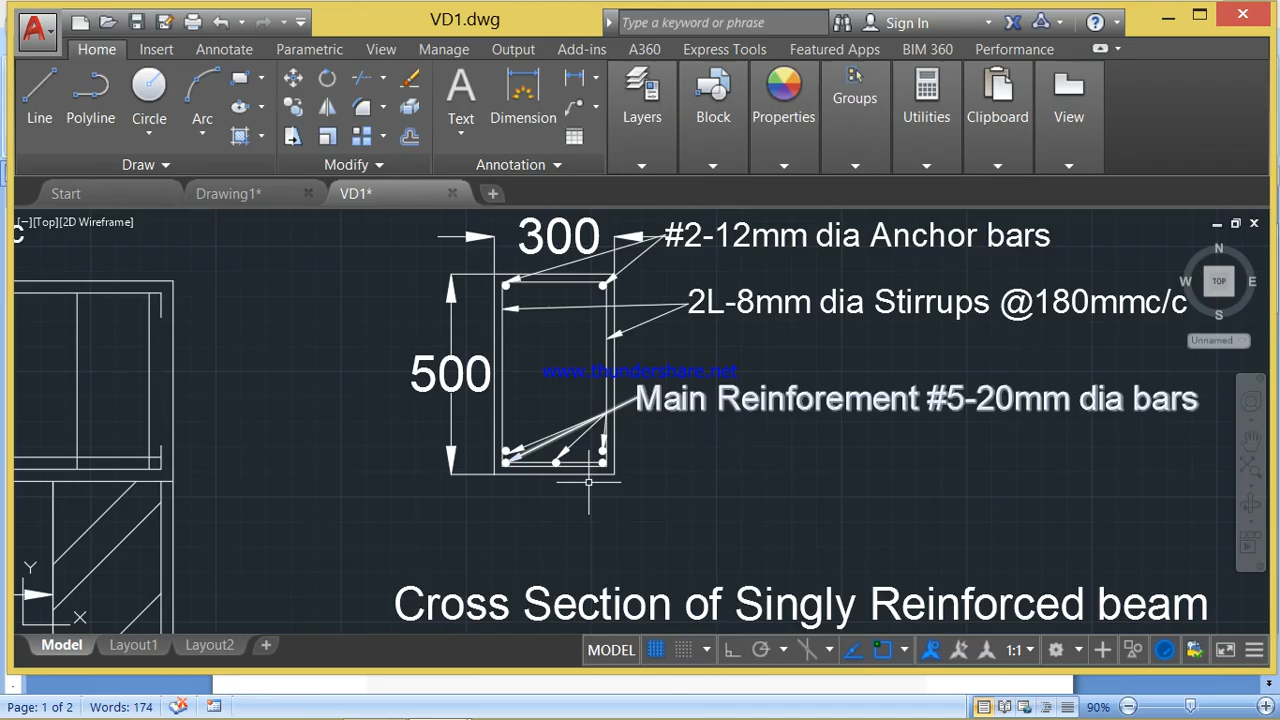 VD1.dwg
Type a keyword or phrase
Sign In
Home Insert Annotate Parametric View Manage Output Add-ins A360 Express Tools Featured Apps BIM 360 Performance
Line Polyline Circle Arc
Text Dimension
Layers Block Properties Groups Utilities Clipboard View
Draw Modify Annotation
Start Drawing1* VD1*
[−][Top][2D Wireframe]
c
300
#2-12mm dia Anchor bars
2L-8mm dia Stirrups @180mmc/c
500
www.thundershare.net
Main Reinforement #5-20mm dia bars
N
W TOP E
S
Unnamed
Y
X
Cross Section of Singly Reinforced beam
Model Layout1 Layout2
MODEL
1:1
Page: 1 of 2 Words: 174
90%